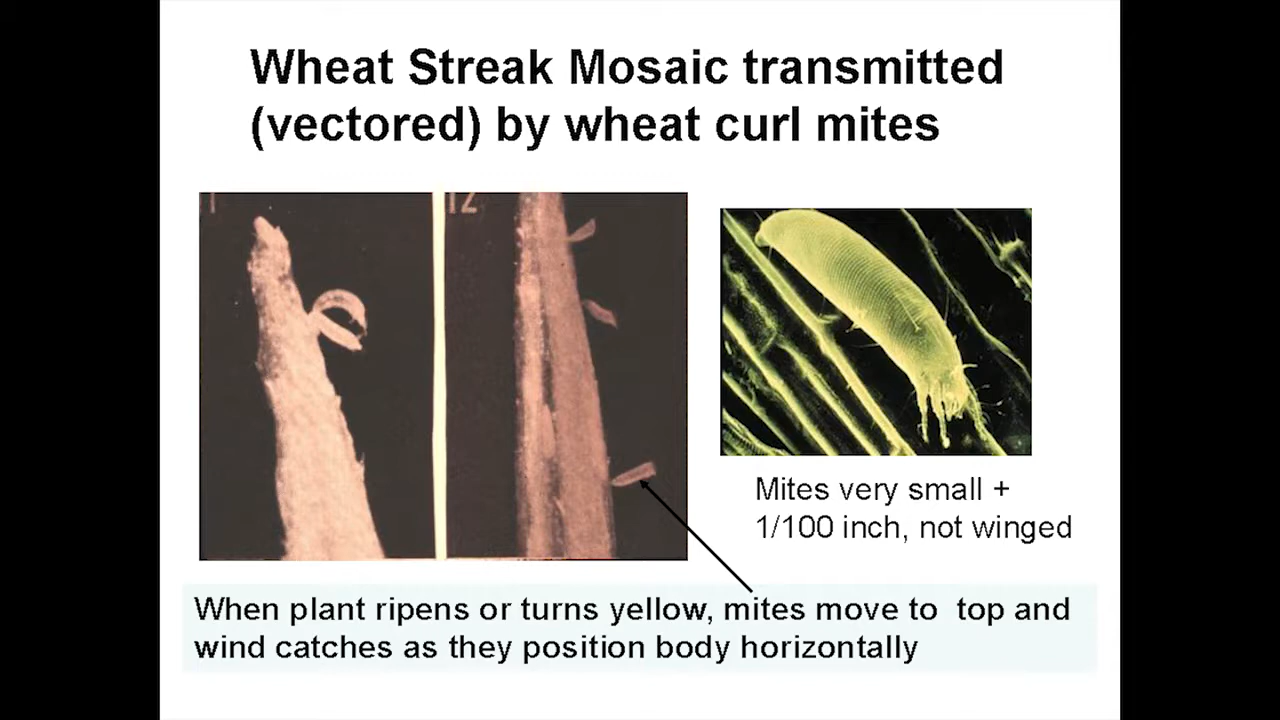 Wheat Streak Mosaic transmitted
(vectored) by wheat curl mites
12
Mites very small +
1/100 inch, not winged
When plant ripens or turns yellow, mites move to top and
wind catches as they position body horizontally